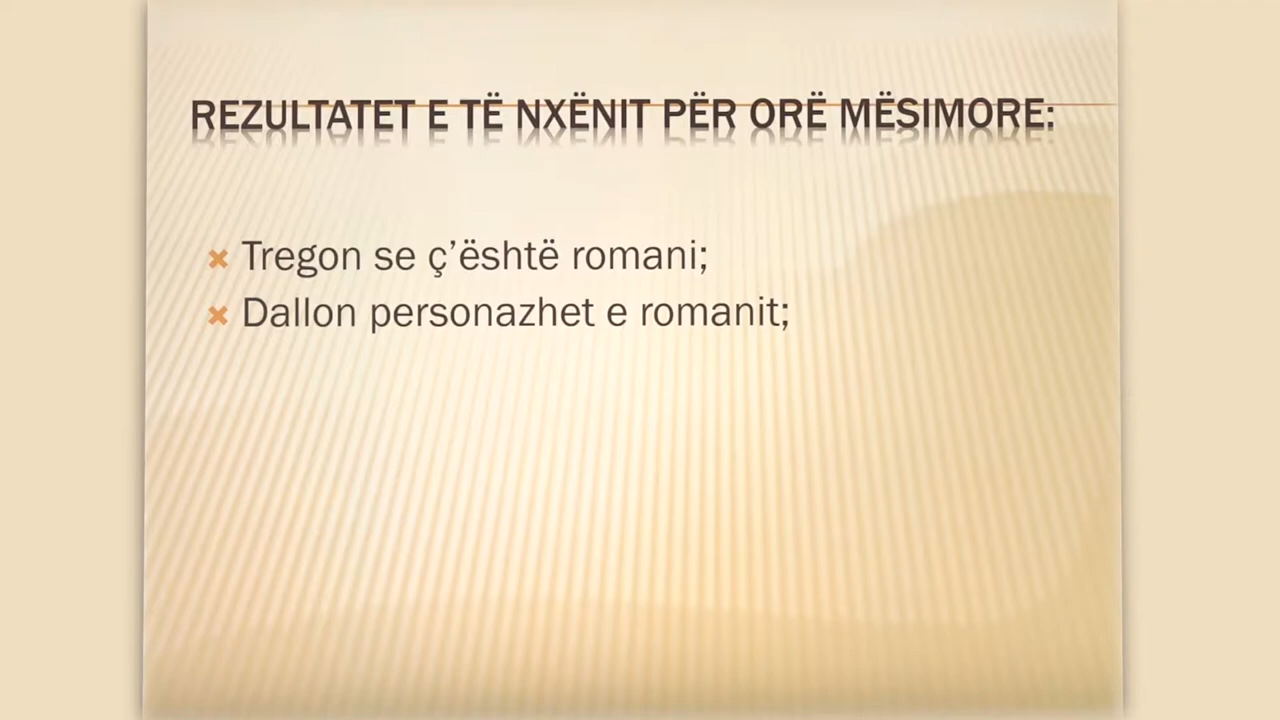 REZULTATET E TË NXËNIT PËR ORË MËSIMORE:
Tregon se ç’është romani;
Dallon personazhet e romanit;